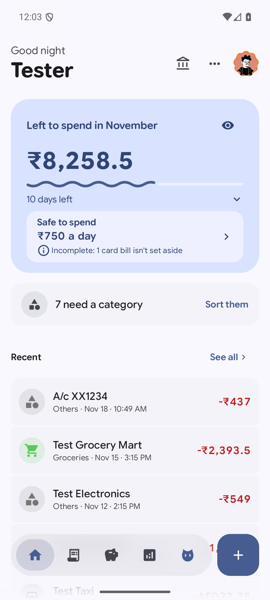 12:03
Good night
Tester
Left to spend in November
₹8,258.5
10 days left
Safe to spend
₹750 a day
Incomplete: 1 card bill isn't set aside
7 need a category
Sort them
Recent
See all
A/c XX1234
-₹437
Others · Nov 18 · 10:49 AM
Test Grocery Mart
-₹2,393.5
Groceries · Nov 15 · 3:15 PM
Test Electronics
-₹549
Others · Nov 12 · 2:15 PM
Test Taxi